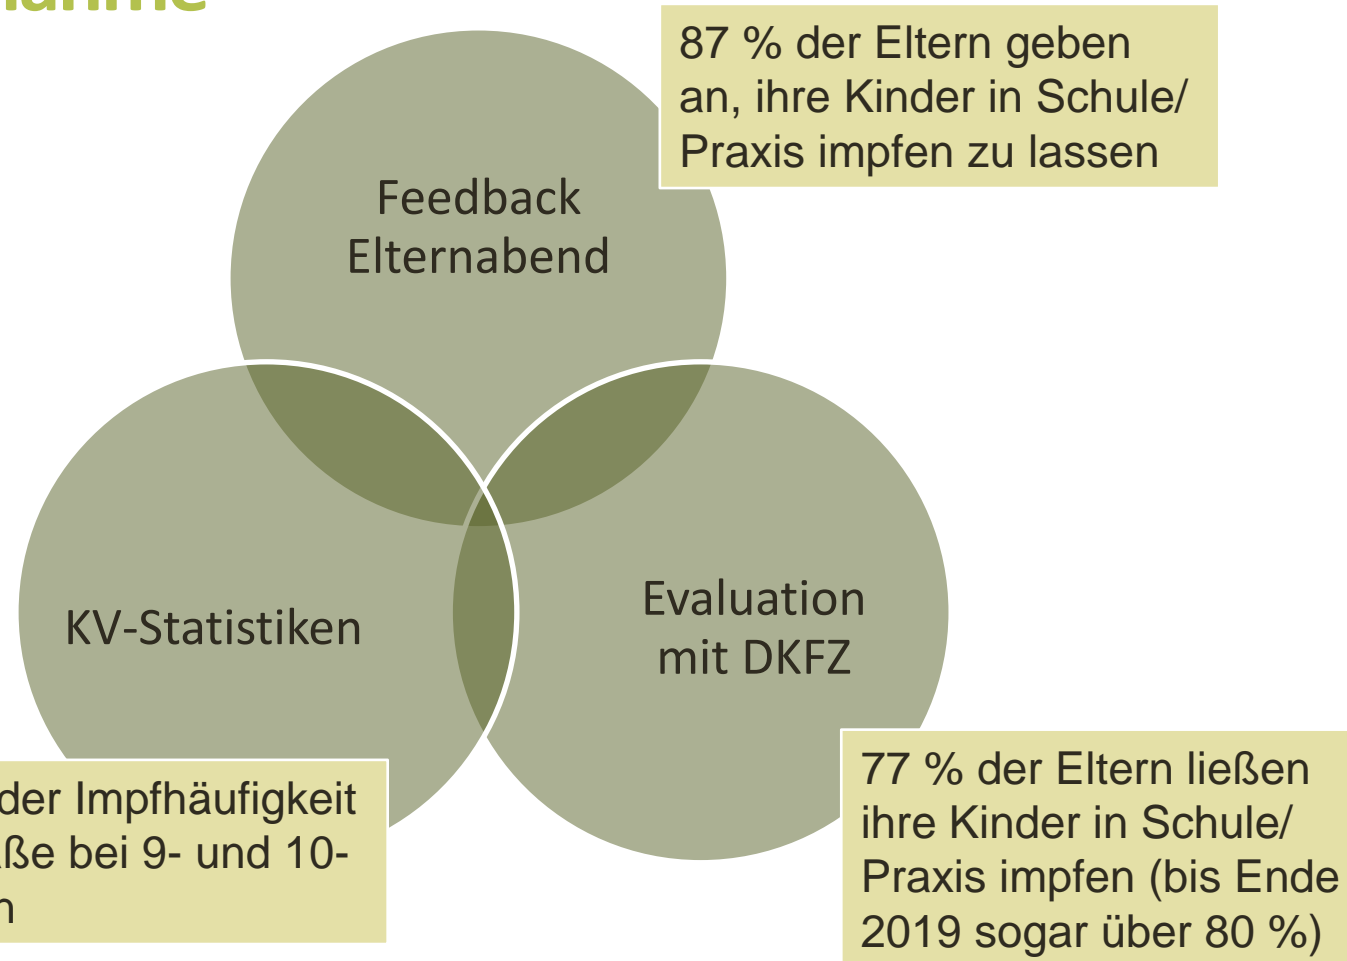 87 % der Eltern geben
an, ihre Kinder in Schule/
Praxis impfen zu lassen
Feedback
Elternabend
KV-Statistiken
Evaluation
mit DKFZ
der Impfhäufigkeit
bei 9- und 10-
77 % der Eltern ließen
ihre Kinder in Schule/
Praxis impfen (bis Ende
2019 sogar über 80 %)